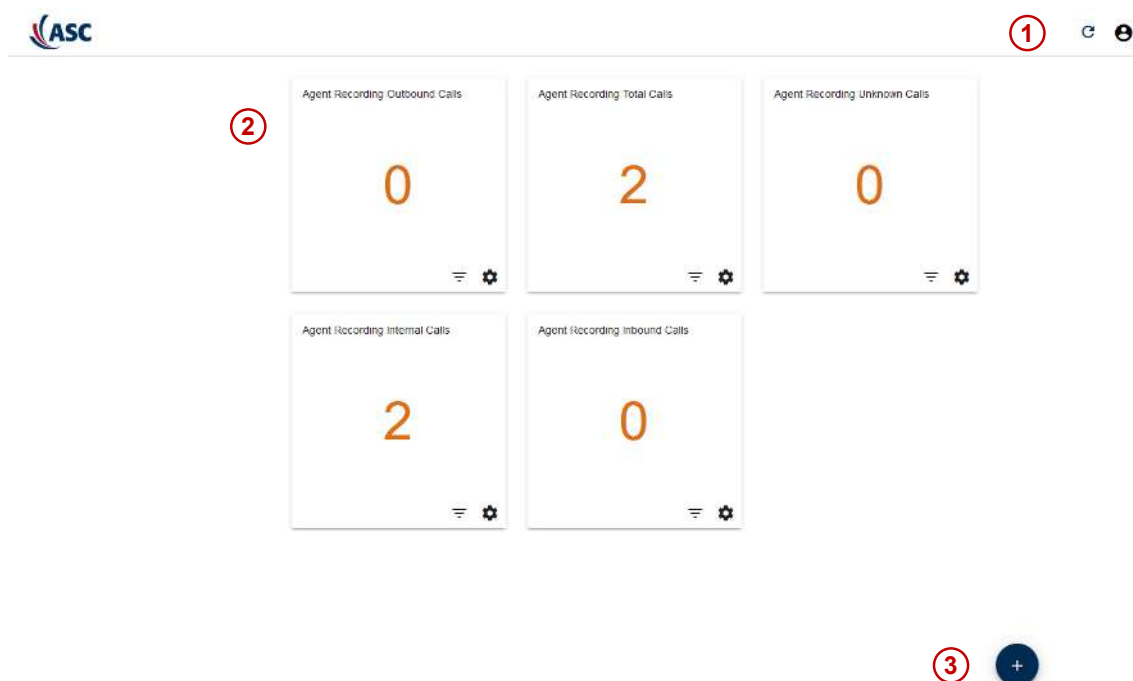 ASC
1
2
Agent Recording Outbound Calls
0
Agent Recording Total Calls
2
Agent Recording Unknown Calls
0
Agent Recording Internal Calls
2
Agent Recording Inbound Calls
0
3
+